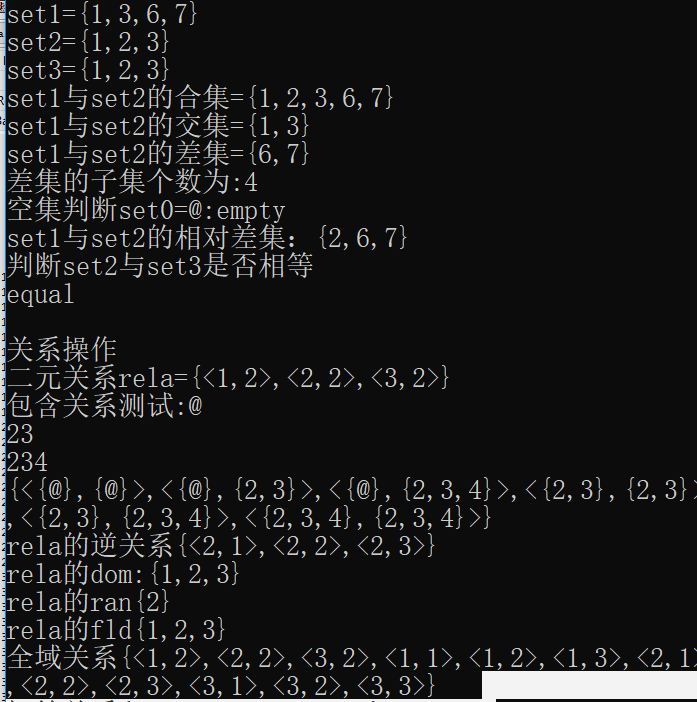 set1={1,3,6,7}
set2={1,2,3}
set3={1,2,3}
set1与set2的合集={1,2,3,6,7}
set1与set2的交集={1,3}
set1与set2的差集={6,7}
差集的子集个数为:4
空集判断set0=@:empty
set1与set2的相对差集：{2,6,7}
判断set2与set3是否相等
equal
关系操作
二元关系rela={<1,2>,<2,2>,<3,2>}
包含关系测试:@
23
234
{<{@},{@}>,<{@},{2,3}>,<{@},{2,3,4}>,<{2,3},{2,3}>
,<{2,3},{2,3,4}>,<{2,3,4},{2,3,4}>}
rela的逆关系{<2,1>,<2,2>,<2,3>}
rela的dom:{1,2,3}
rela的ran{2}
rela的fld{1,2,3}
全域关系{<1,2>,<2,2>,<3,2>,<1,1>,<1,2>,<1,3>,<2,1>
,<2,2>,<2,3>,<3,1>,<3,2>,<3,3>}